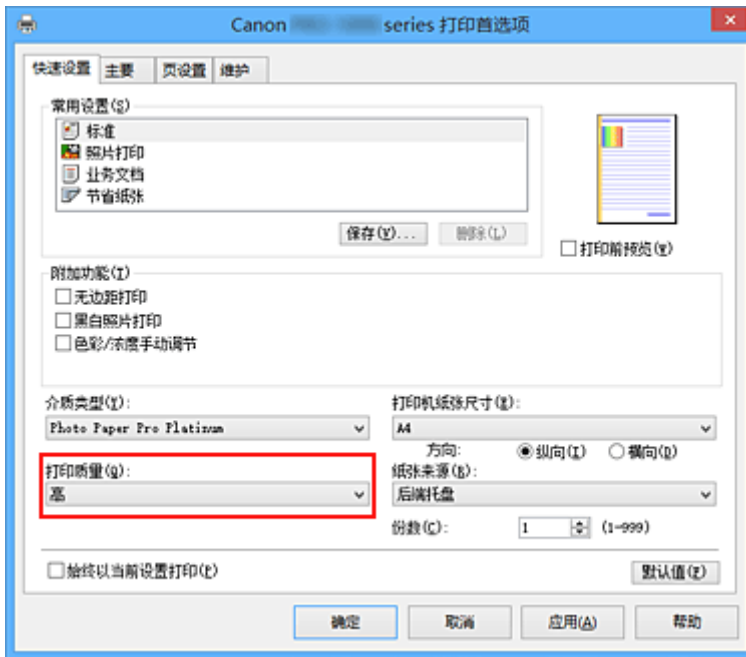 Canon series 打印首选项
快速设置 主要 页设置 维护
常用设置(S)
标准
照片打印
业务文档
节省纸张
保存(V)... 删除(L)
打印前预览(W)
附加功能(I)
无边距打印
黑白照片打印
色彩/浓度手动调节
介质类型(Y): 打印机纸张尺寸(Z):
Photo Paper Pro Platinum A4
方向: 纵向(I) 横向(D)
打印质量(Q): 纸张来源(B):
高 后端托盘
份数(C): 1 (1-999)
始终以当前设置打印(P) 默认值(F)
确定 取消 应用(A) 帮助